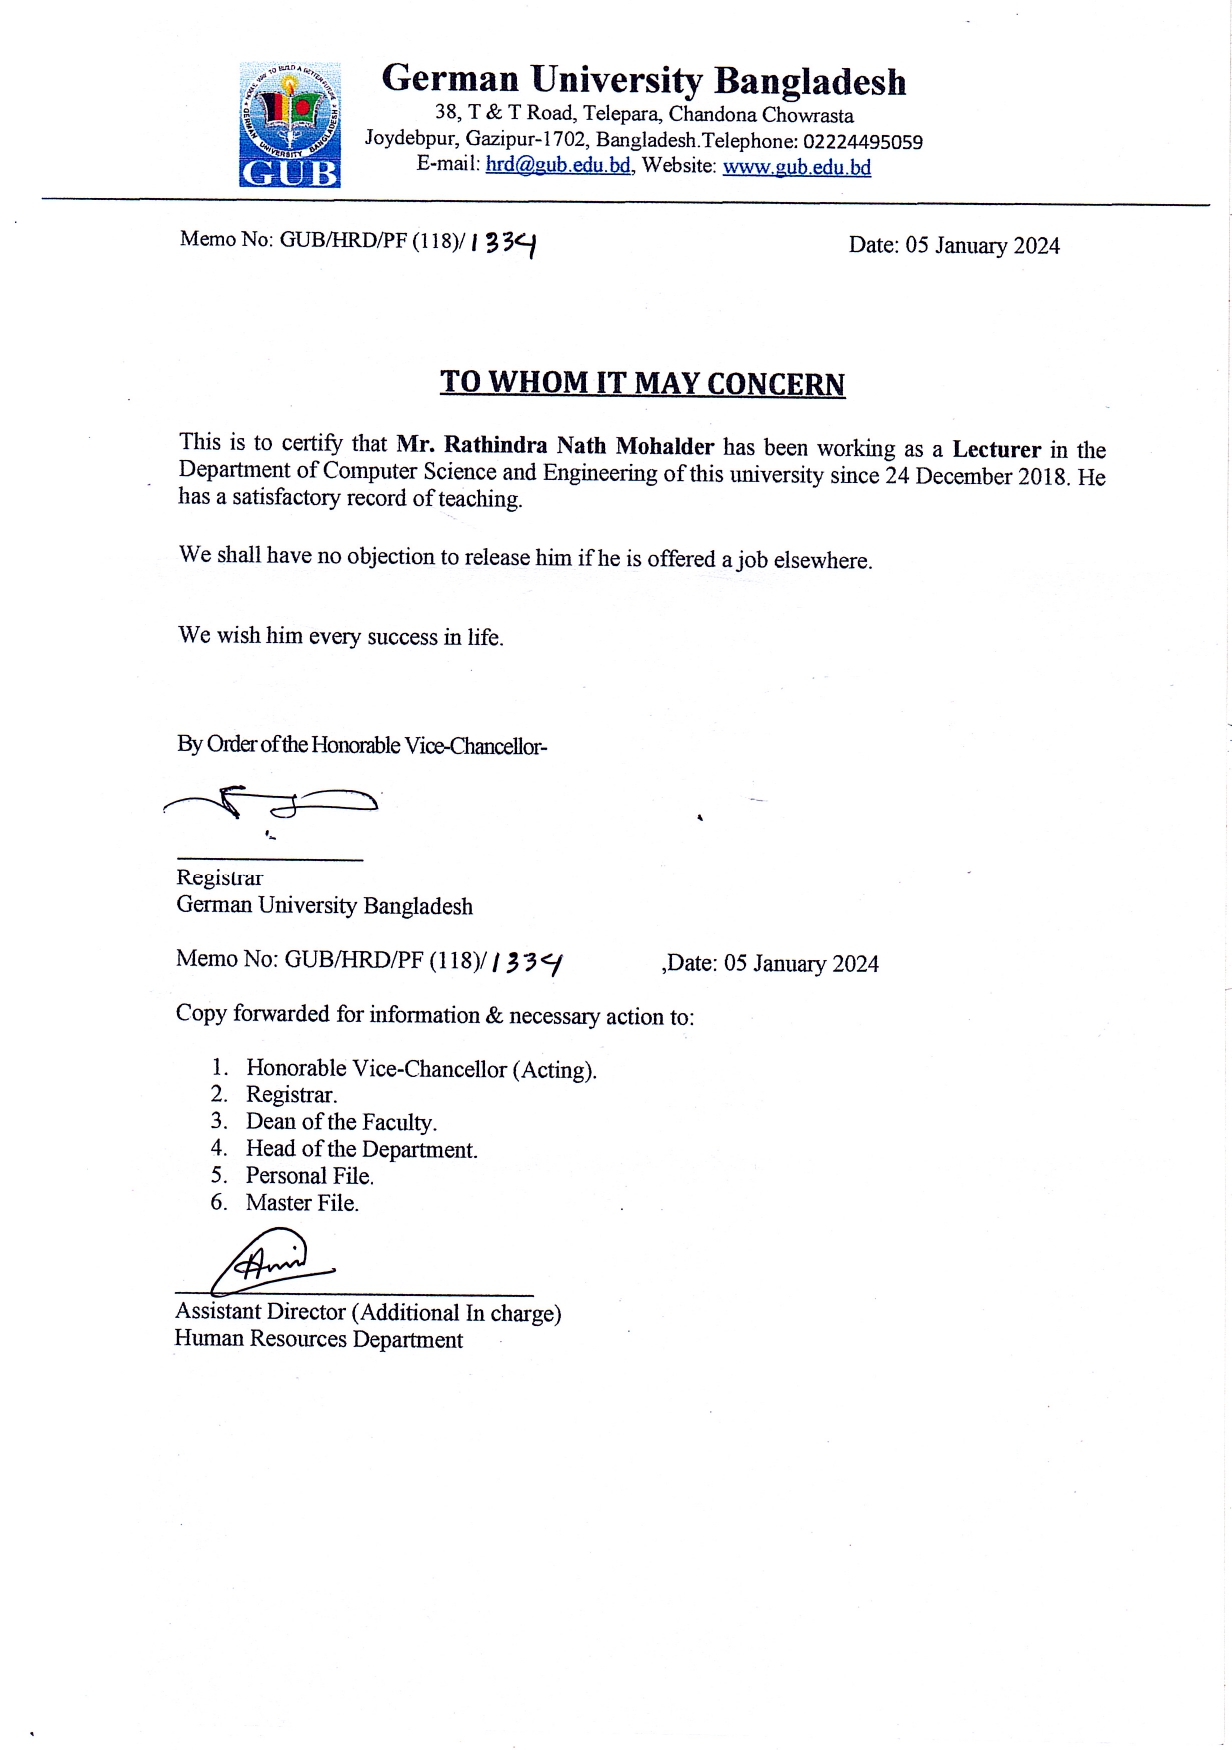 German University Bangladesh
38, T & T Road, Telepara, Chandona Chowrasta
Joydebpur, Gazipur-1702, Bangladesh.Telephone: 02224495059
E-mail: hrd@gub.edu.bd, Website: www.gub.edu.bd
GERMAN UNIVERSITY BANGLADESH
GUB
Memo No: GUB/HRD/PF (118)/1334 Date: 05 January 2024
TO WHOM IT MAY CONCERN
This is to certify that Mr. Rathindra Nath Mohalder has been working as a Lecturer in the
Department of Computer Science and Engineering of this university since 24 December 2018. He
has a satisfactory record of teaching.
We shall have no objection to release him if he is offered a job elsewhere.
We wish him every success in life.
By Order of the Honorable Vice-Chancellor-
Registrar
German University Bangladesh
Memo No: GUB/HRD/PF (118)/1334 ,Date: 05 January 2024
Copy forwarded for information & necessary action to:
1. Honorable Vice-Chancellor (Acting).
2. Registrar.
3. Dean of the Faculty.
4. Head of the Department.
5. Personal File.
6. Master File.
Assistant Director (Additional In charge)
Human Resources Department